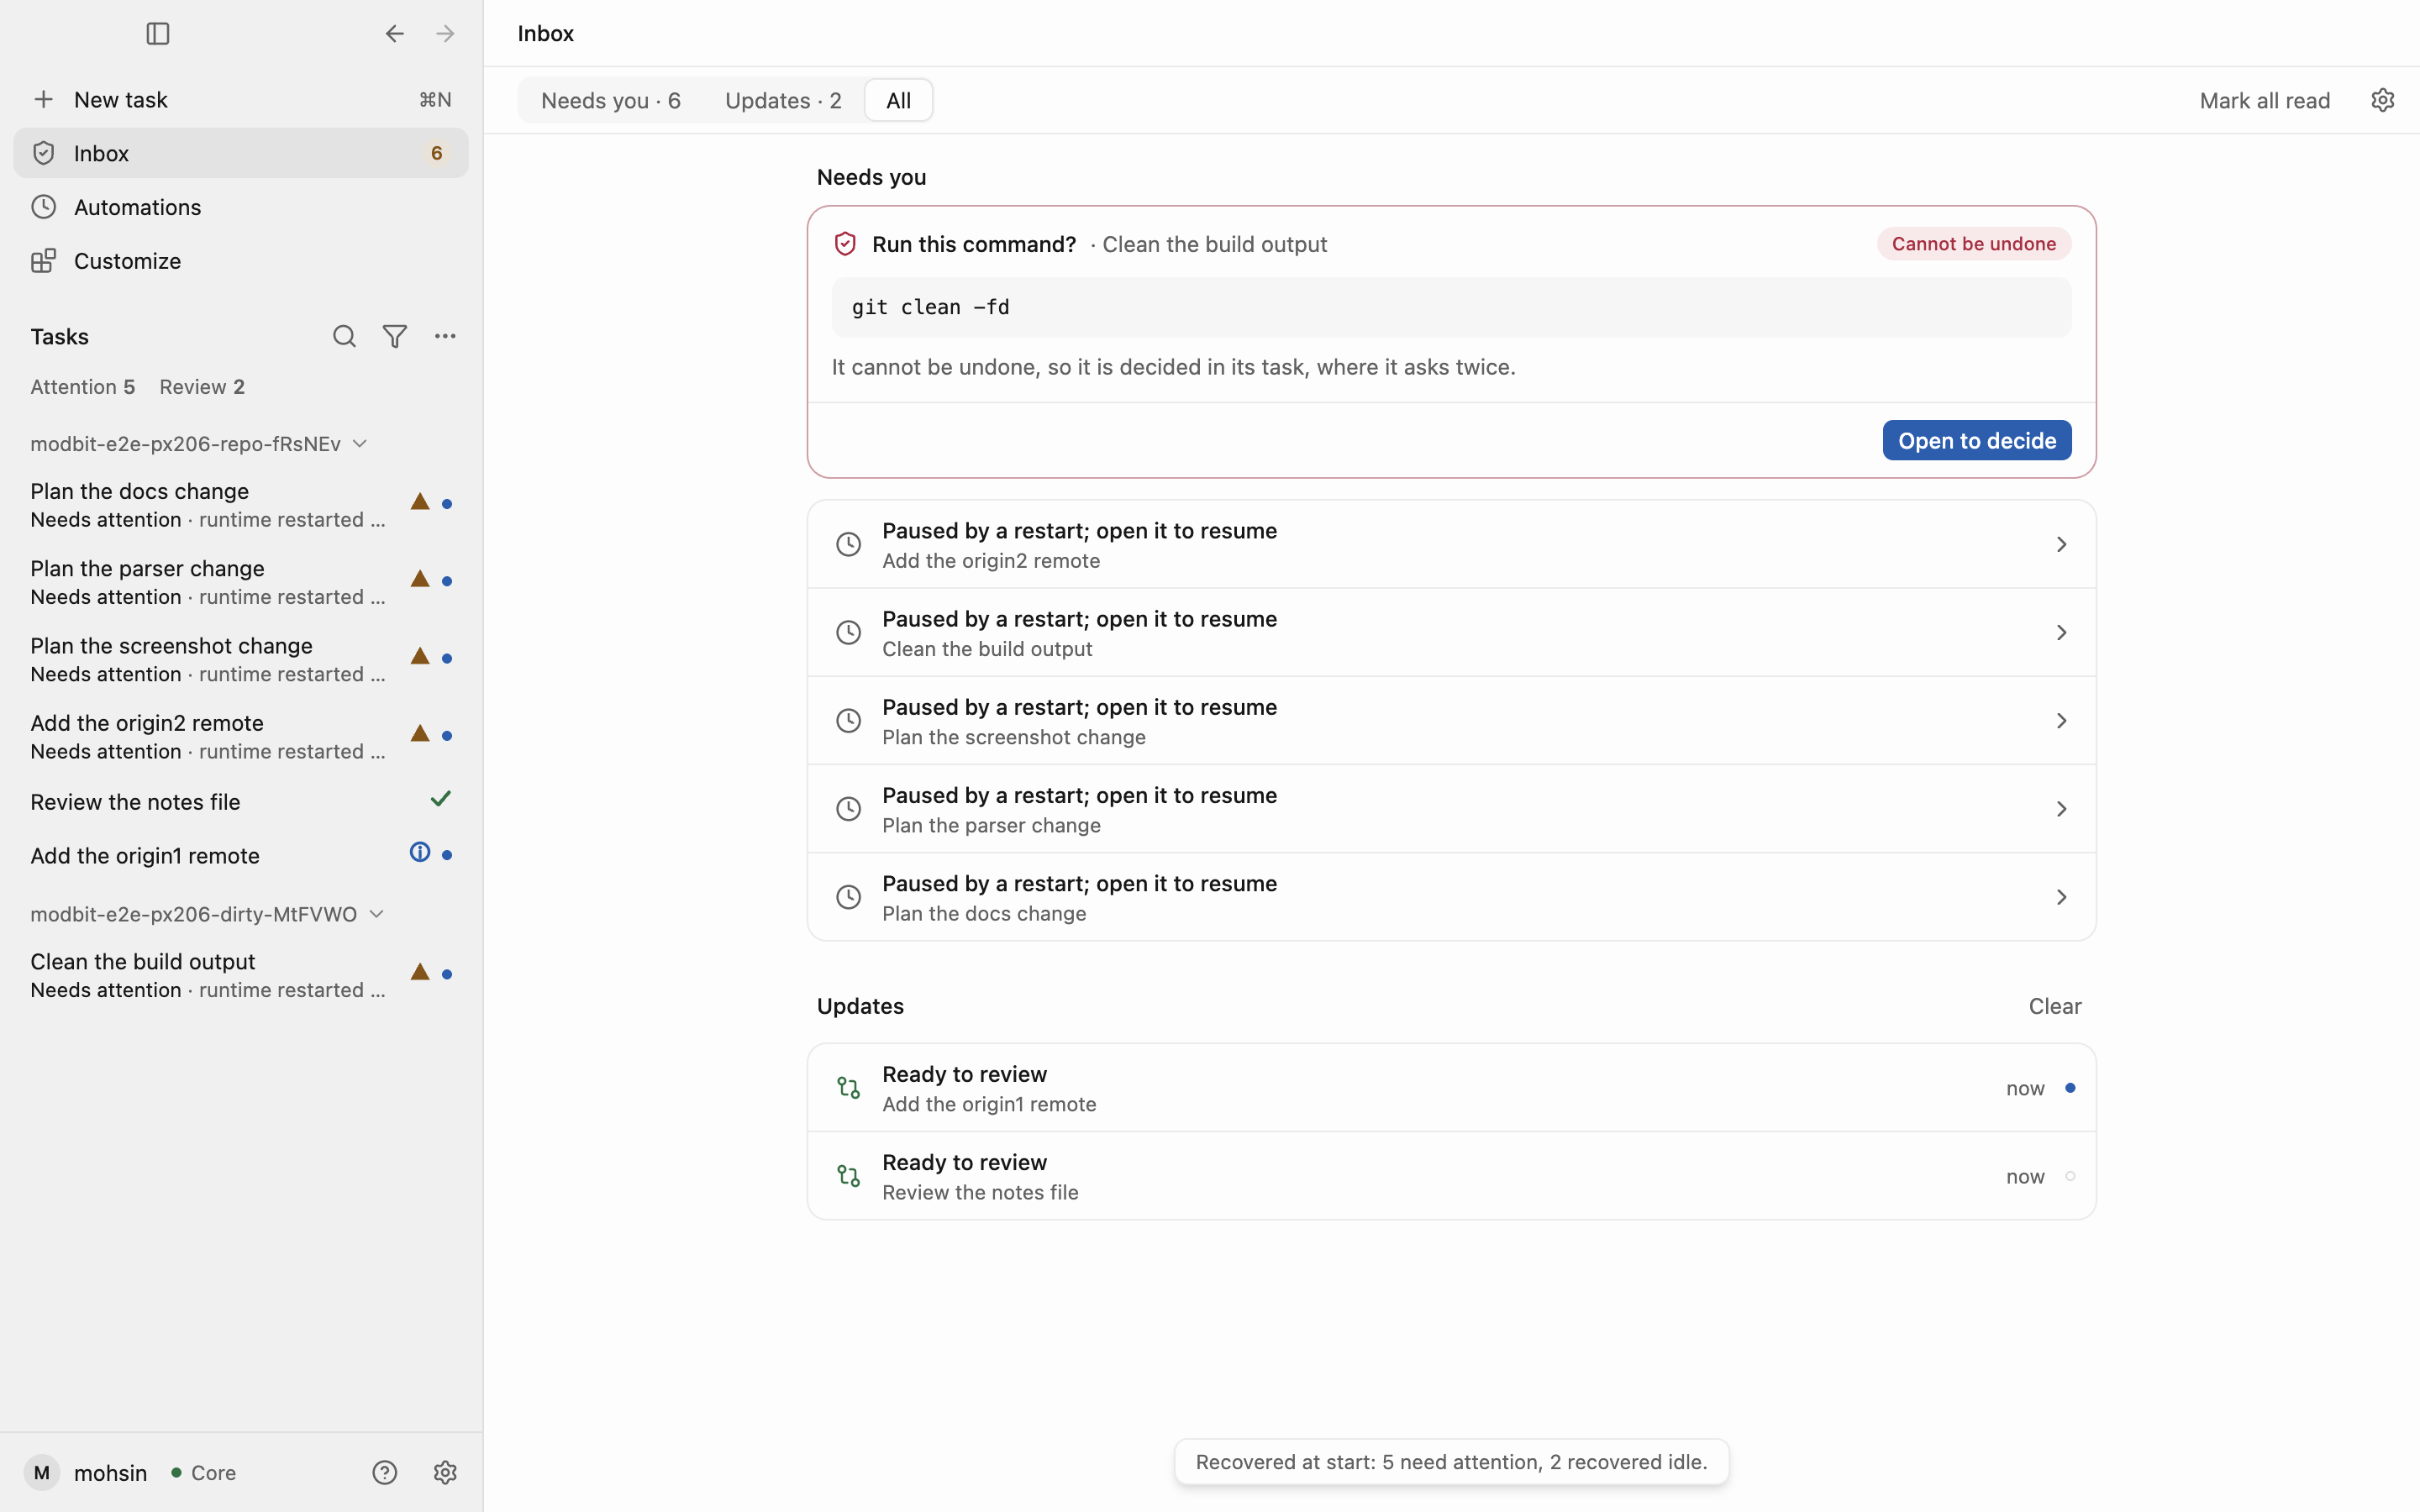 New task ⌘N
Inbox 6
Automations
Customize
Tasks
Attention 5 Review 2
modbit-e2e-px206-repo-fRsNEv
Plan the docs change
Needs attention · runtime restarted ...
Plan the parser change
Needs attention · runtime restarted ...
Plan the screenshot change
Needs attention · runtime restarted ...
Add the origin2 remote
Needs attention · runtime restarted ...
Review the notes file
Add the origin1 remote
modbit-e2e-px206-dirty-MtFVWO
Clean the build output
Needs attention · runtime restarted ...
M mohsin Core
Inbox
Needs you · 6 Updates · 2 All Mark all read
Needs you
Run this command? · Clean the build output Cannot be undone
git clean -fd
It cannot be undone, so it is decided in its task, where it asks twice.
Open to decide
Paused by a restart; open it to resume
Add the origin2 remote
Paused by a restart; open it to resume
Clean the build output
Paused by a restart; open it to resume
Plan the screenshot change
Paused by a restart; open it to resume
Plan the parser change
Paused by a restart; open it to resume
Plan the docs change
Updates Clear
Ready to review now
Add the origin1 remote
Ready to review now
Review the notes file
Recovered at start: 5 need attention, 2 recovered idle.